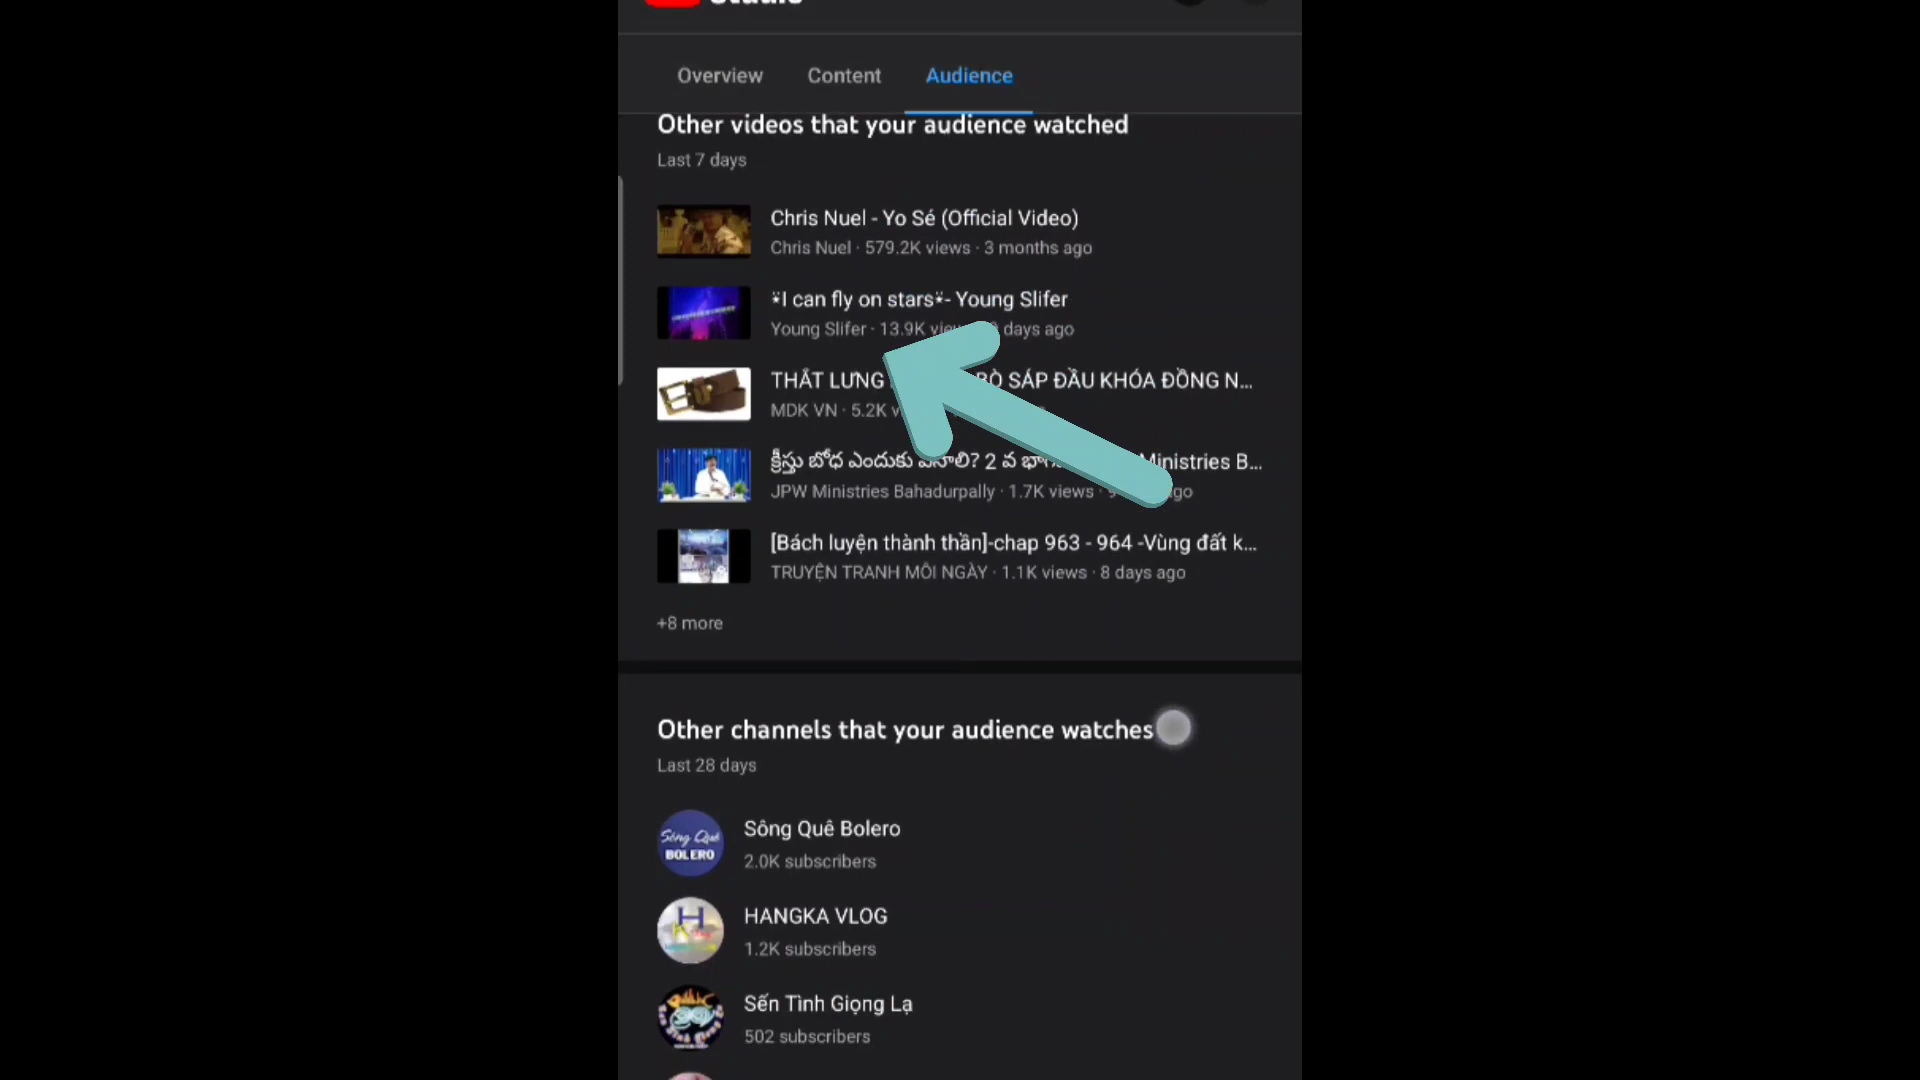 Overview Content Audience
Other videos that your audience watched
Last 7 days
Chris Nuel - Yo Sé (Official Video)
Chris Nuel · 579.2K views · 3 months ago
I can fly on stars - Young Slifer
Young Slifer · 13.9K days ago
THẮT LƯNG BÒ SÁP ĐẦU KHÓA ĐỒNG N...
MDK VN · 5.2K
క్రీస్తు బోధ ఎందుకు 2 వ Ministries B...
JPW Ministries Bahadurpally · 1.7K views ·
[Bách luyện thành thần]-chap 963 - 964 -Vùng đất k...
TRUYỆN TRANH MỖI NGÀY · 1.1K views · 8 days ago
+8 more
Other channels that your audience watches
Last 28 days
Sông Quê BOLERO
Sông Quê Bolero
2.0K subscribers
HANGKA VLOG
1.2K subscribers
Sến Tình Giọng Lạ
502 subscribers